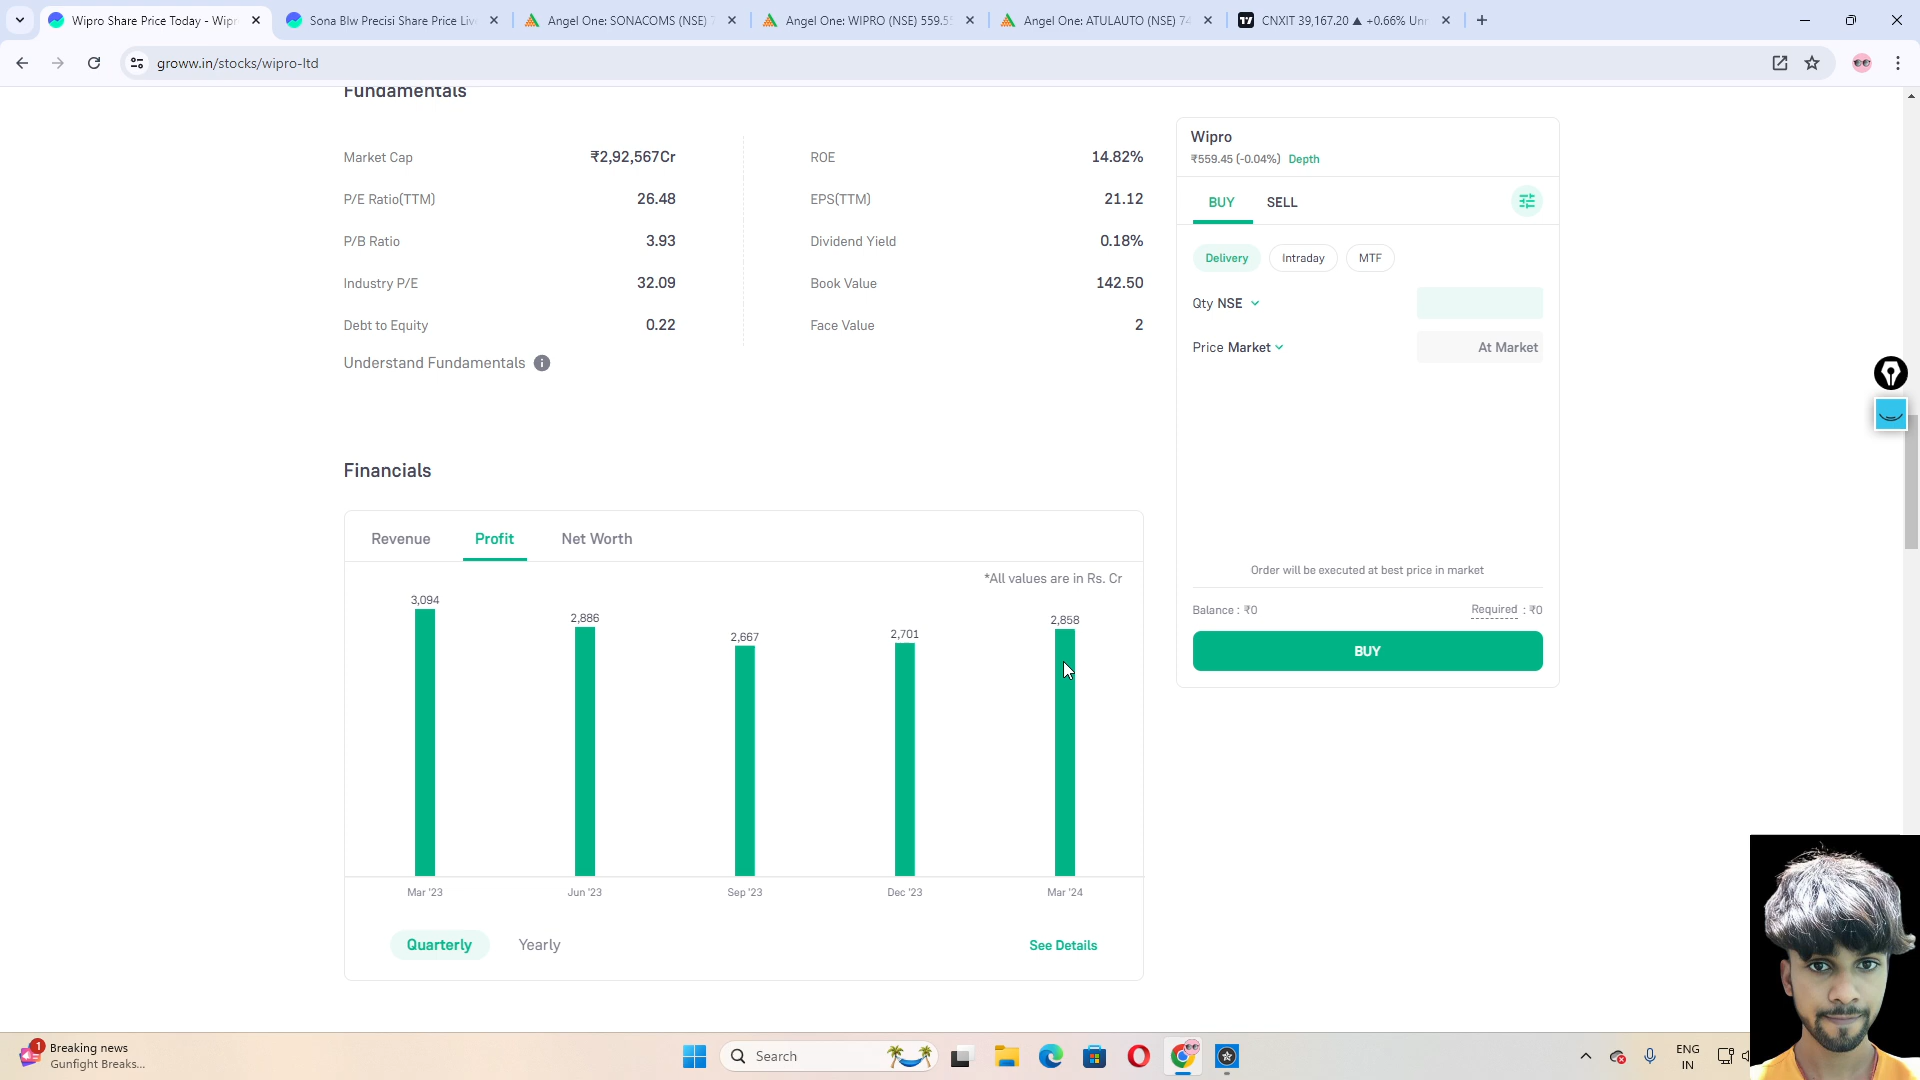 Wipro Share Price Today - Wipr
Sona Blw Precisi Share Price Liv
Angel One: SONACOMS (NSE) 7
Angel One: WIPRO (NSE) 559.55
Angel One: ATULAUTO (NSE) 74
CNXIT 39,167.20 ▲ +0.66% Unn
groww.in/stocks/wipro-ltd
Fundamentals
Market Cap ₹2,92,567Cr ROE 14.82%
P/E Ratio(TTM) 26.48 EPS(TTM) 21.12
P/B Ratio 3.93 Dividend Yield 0.18%
Industry P/E 32.09 Book Value 142.50
Debt to Equity 0.22 Face Value 2
Understand Fundamentals
Financials
Revenue Profit Net Worth
*All values are in Rs. Cr
3,094 2,886 2,667 2,701 2,858
Mar '23 Jun '23 Sep '23 Dec '23 Mar '24
Quarterly Yearly See Details
Wipro
₹559.45 (-0.04%) Depth
BUY SELL
Delivery Intraday MTF
Qty NSE
Price Market At Market
Order will be executed at best price in market
Balance : ₹0 Required : ₹0
BUY
1
Breaking news
Gunfight Breaks...
Search
ENG
IN